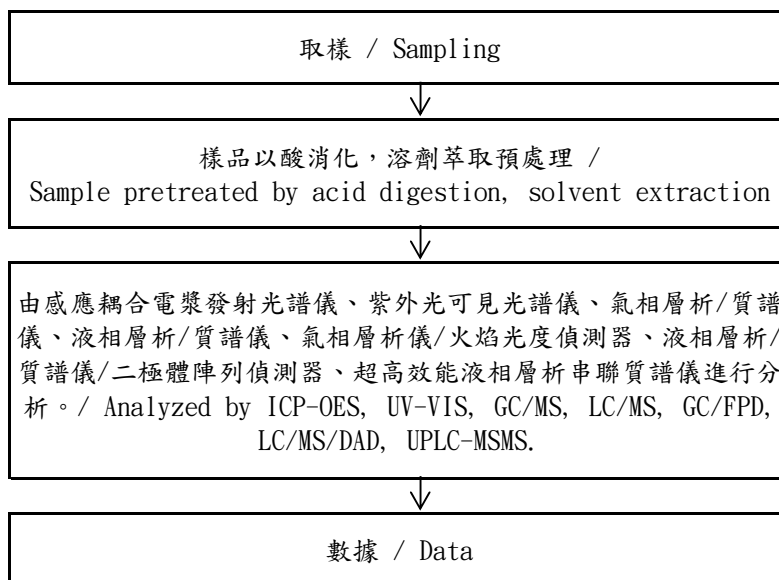 取樣 / Sampling
樣品以酸消化，溶劑萃取預處理 /
Sample pretreated by acid digestion, solvent extraction
由感應耦合電漿發射光譜儀、紫外光可見光譜儀、氣相層析/質譜
儀、液相層析/質譜儀、氣相層析儀/火焰光度偵測器、液相層析/
質譜儀/二極體陣列偵測器、超高效能液相層析串聯質譜儀進行分
析。/ Analyzed by ICP-OES, UV-VIS, GC/MS, LC/MS, GC/FPD,
LC/MS/DAD, UPLC-MSMS.
數據 / Data